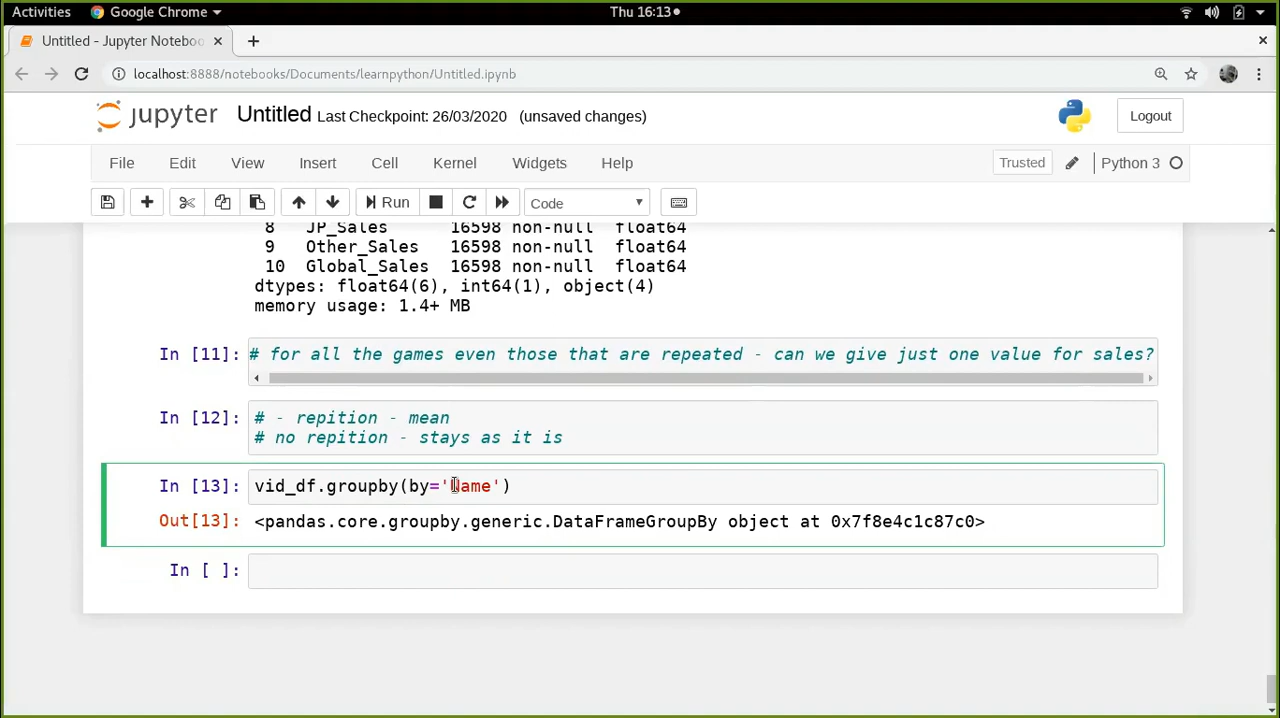 Activities Google Chrome Thu 16:13
Untitled - Jupyter Noteboo
localhost:8888/notebooks/Documents/learnpython/Untitled.ipynb
jupyter Untitled Last Checkpoint: 26/03/2020 (unsaved changes) Logout
File Edit View Insert Cell Kernel Widgets Help Trusted Python 3
Run Code
8 JP_Sales 16598 non-null float64
9 Other_Sales 16598 non-null float64
10 Global_Sales 16598 non-null float64
dtypes: float64(6), int64(1), object(4)
memory usage: 1.4+ MB
In [11]: # for all the games even those that are repeated - can we give just one value for sales?
In [12]: # - repition - mean
# no repition - stays as it is
In [13]: vid_df.groupby(by='Name')
Out[13]: <pandas.core.groupby.generic.DataFrameGroupBy object at 0x7f8e4c1c87c0>
In [ ]: